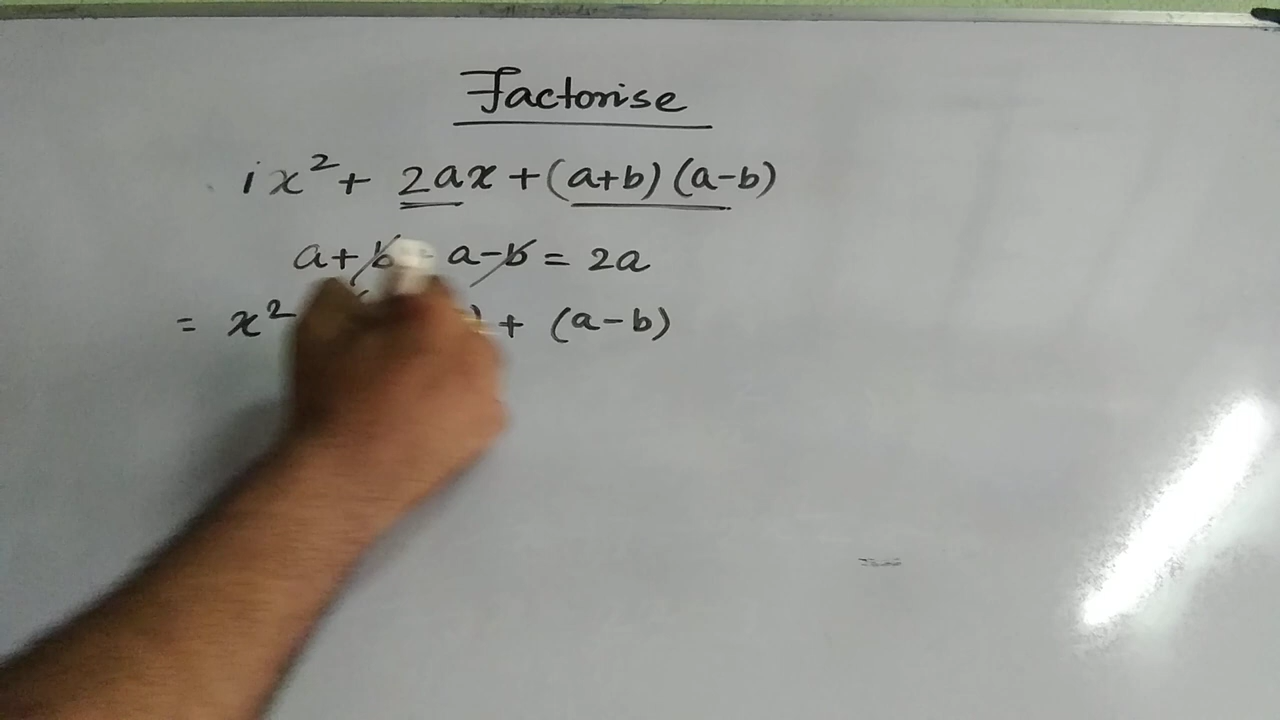 Factorise
i x² + 2ax + (a+b) (a-b)
a+b a-b = 2a
= x² ) + (a-b)